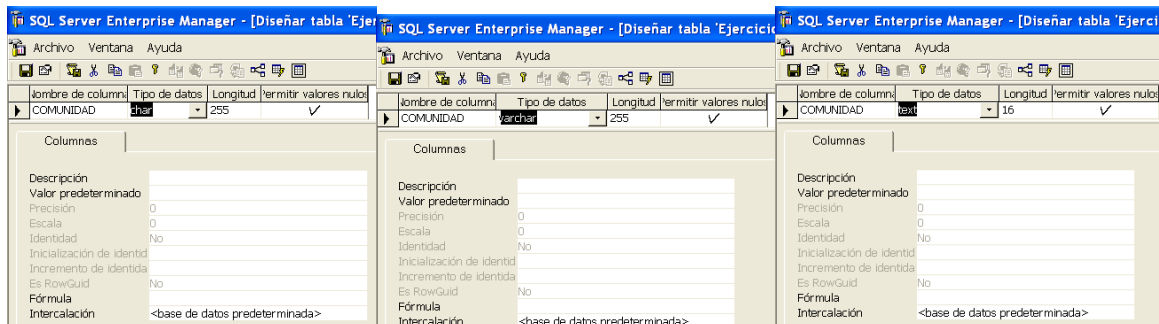 SQL Server Enterprise Manager - [Diseñar tabla 'Ejer
Archivo Ventana Ayuda
Nombre de columna Tipo de datos Longitud Permitir valores nulos
COMUNIDAD char 255
Columnas
Descripción
Valor predeterminado
Precisión 0
Escala 0
Identidad No
Inicialización de identid
Incremento de identida
Es RowGuid No
Fórmula
Intercalación <base de datos predeterminada>
SQL Server Enterprise Manager - [Diseñar tabla 'Ejercicio
Archivo Ventana Ayuda
Nombre de columna Tipo de datos Longitud Permitir valores nulos
COMUNIDAD varchar 255
Columnas
Descripción
Valor predeterminado
Precisión 0
Escala 0
Identidad No
Inicialización de identid
Incremento de identida
Es RowGuid No
Fórmula
Intercalación <base de datos predeterminada>
SQL Server Enterprise Manager - [Diseñar tabla 'Ejerci
Archivo Ventana Ayuda
Nombre de columna Tipo de datos Longitud Permitir valores nulos
COMUNIDAD text 16
Columnas
Descripción
Valor predeterminado
Precisión 0
Escala 0
Identidad No
Inicialización de identid
Incremento de identida
Es RowGuid No
Fórmula
Intercalación <base de datos predeterminada>